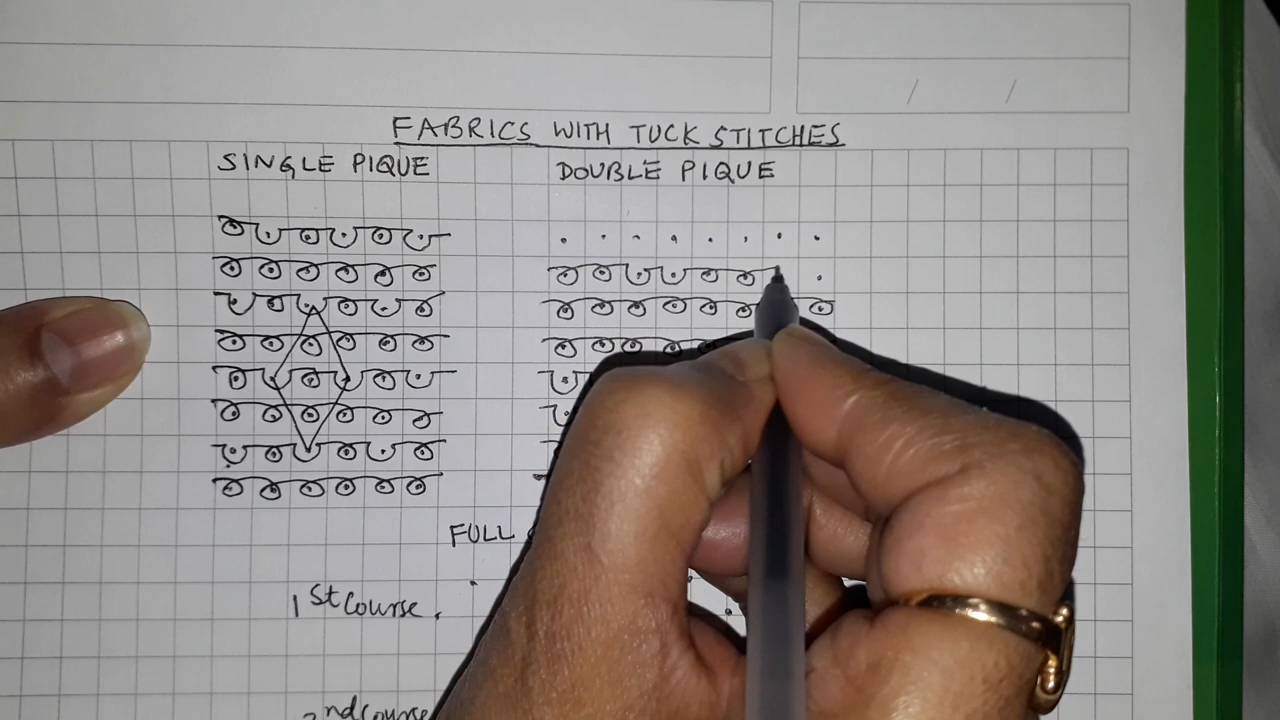 FABRICS WITH TUCK STITCHES
SINGLE PIQUE
DOUBLE PIQUE
FULL
1st course.
2nd course